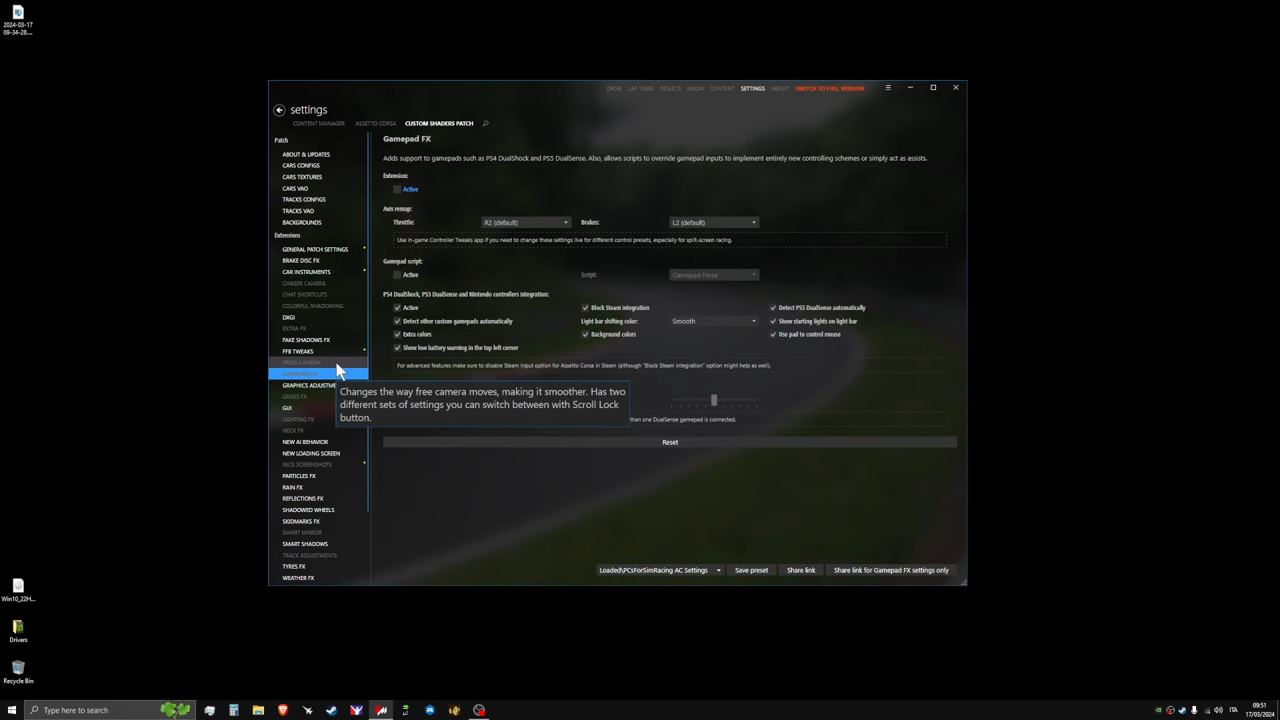 2024-03-17
09-34-28....
DRIVE LAP TIMES RESULTS MEDIA CONTENT SETTINGS ABOUT SWITCH TO FULL VERSION
settings
CONTENT MANAGER ASSETTO CORSA CUSTOM SHADERS PATCH
Patch
ABOUT & UPDATES
CARS CONFIGS
CARS TEXTURES
CARS VAO
TRACKS CONFIGS
TRACKS VAO
BACKGROUNDS
Extensions
GENERAL PATCH SETTINGS
BRAKE DISC FX
CAR INSTRUMENTS
CHASER CAMERA
CHAT SHORTCUTS
COLORFUL SHADOWING
DXGI
EXTRA FX
FAKE SHADOWS FX
FFB TWEAKS
FREER CAMERA
GAMEPAD FX
GRAPHICS ADJUSTME
GRASS FX
GUI
LIGHTING FX
NECK FX
NEW AI BEHAVIOR
NEW LOADING SCREEN
NICE SCREENSHOTS
PARTICLES FX
RAIN FX
REFLECTIONS FX
SHADOWED WHEELS
SKIDMARKS FX
SMART MIRROR
SMART SHADOWS
TRACK ADJUSTMENTS
TYRES FX
WEATHER FX
Gamepad FX
Adds support to gamepads such as PS4 DualShock and PS5 DualSense. Also, allows scripts to override gamepad inputs to implement entirely new controlling schemes or simply act as assists.
Extension:
Active
Axis remap:
Throttle: R2 (default) Brakes: L2 (default)
Use in-game Controller Tweaks app if you need to change these settings live for different control presets, especially for split-screen racing.
Gamepad script:
Active Script: Gamepad Force
PS4 DualShock, PS5 DualSense and Nintendo controllers integration:
Active Block Steam integration Detect PS5 DualSense automatically
Detect other custom gamepads automatically Light bar shifting color: Smooth Show starting lights on light bar
Extra colors Background colors Use pad to control mouse
Show low battery warning in the top left corner
For advanced features make sure to disable Steam Input option for Assetto Corsa in Steam (although "Block Steam integration" option might help as well).
Changes the way free camera moves, making it smoother. Has two
different sets of settings you can switch between with Scroll Lock
button.
than one DualSense gamepad is connected.
Reset
Loaded\PCsForSimRacing AC Settings Save preset Share link Share link for Gamepad FX settings only
Win10_22H...
Drivers
Recycle Bin
Type here to search
ITA
09:51
17/03/2024